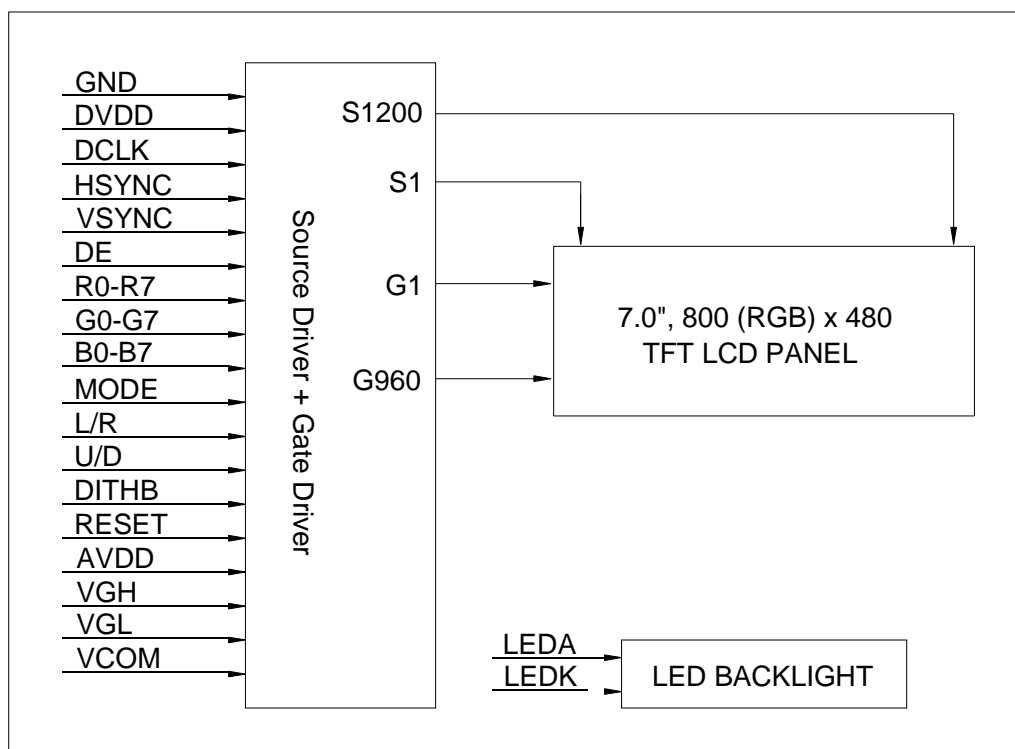 GND
DVDD
DCLK
HSYNC
VSYNC
DE
R0-R7
G0-G7
B0-B7
MODE
L/R
U/D
DITHB
RESET
AVDD
VGH
VGL
VCOM
Source Driver + Gate Driver
S1200
S1
G1
G960
7.0", 800 (RGB) x 480
TFT LCD PANEL
LEDA
LEDK
LED BACKLIGHT